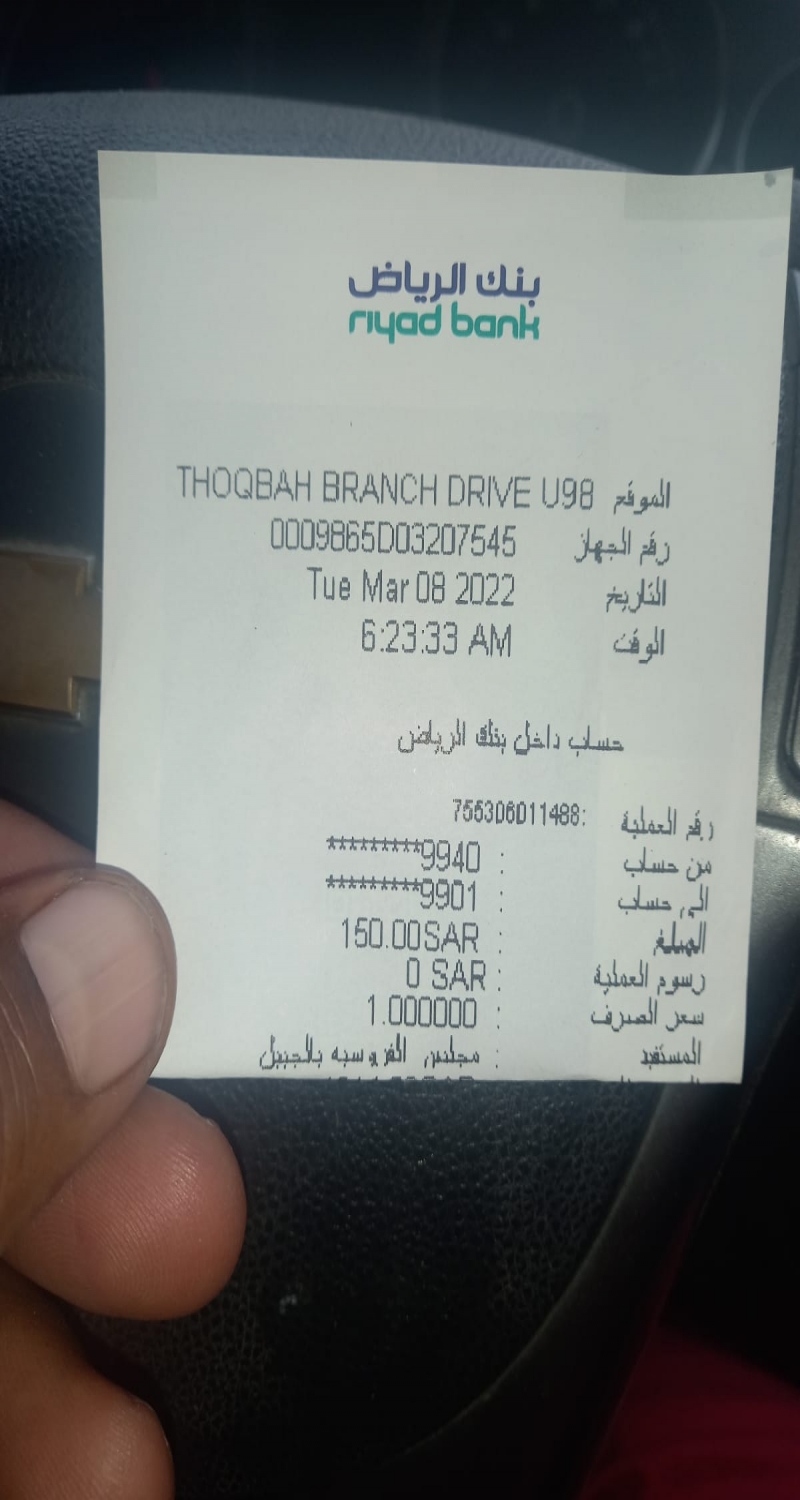 بنك الرياض
riyad bank
الموقع THOQBAH BRANCH DRIVE U98
رقم الجهاز 0009865D03207545
التاريخ Tue Mar 08 2022
الوقت 6:23:33 AM
حساب داخل بنك الرياض
رقم العملية :755306011488
من حساب : *********9940
الى حساب : *********9901
المبلغ : 150.00SAR
رسوم العملية : 0 SAR
سعر الصرف : 1.000000
المستفيد : مجلس الفروسيه بالجبيل